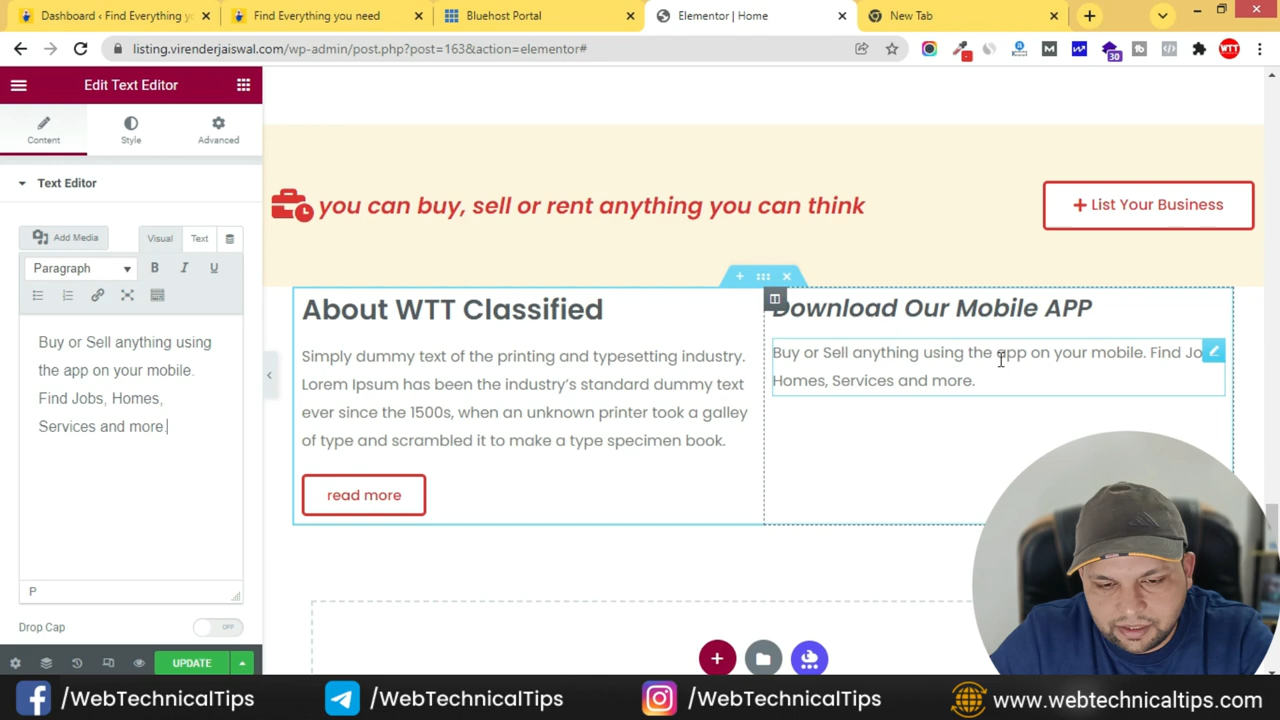 Dashboard ‹ Find Everything yo
Find Everything you need
Bluehost Portal
Elementor | Home
New Tab
listing.virenderjaiswal.com/wp-admin/post.php?post=163&action=elementor#
30
WTT
Edit Text Editor
Content
Style
Advanced
Text Editor
Add Media
Visual
Text
Paragraph
B
I
U
Buy or Sell anything using
the app on your mobile.
Find Jobs, Homes,
Services and more.
P
Drop Cap
OFF
UPDATE
you can buy, sell or rent anything you can think
+ List Your Business
About WTT Classified
Simply dummy text of the printing and typesetting industry.
Lorem Ipsum has been the industry's standard dummy text
ever since the 1500s, when an unknown printer took a galley
of type and scrambled it to make a type specimen book.
read more
Download Our Mobile APP
Buy or Sell anything using the app on your mobile. Find Jo
Homes, Services and more.
/WebTechnicalTips
/WebTechnicalTips
/WebTechnicalTips
www.webtechnicaltips.com